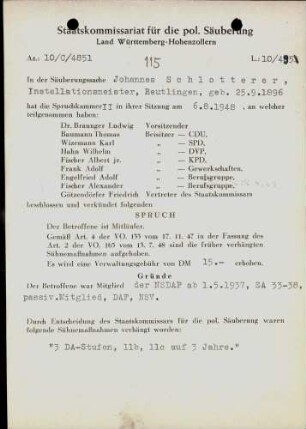 Staatskommissariat für die pol. Säuberung
Land Württemberg-Hohenzollern
Az.: 10/C/4851
115
L: 10/
In der Säuberungssache Johannes Schlotterer,
Installationsmeister, Reutlingen, geb. 25.9.1896
hat die Spruchkammer II in ihrer Sitzung am 6.8.1948, an welcher
teilgenommen haben:
Dr. Braunger Ludwig Vorsitzender
Baumann Thomas Beisitzer — CDU,
Wizemann Karl „ — SPD,
Hahn Wilhelm „ — DVP,
Fischer Albert jr. „ — KPD,
Frank Adolf „ — Gewerkschaften,
Engelfried Adolf „ — Berufsgruppe,
Fischer Alexander „ — Berufsgruppe,
Götzendörfer Friedrich Vertreter des Staatskommissars
beschlossen und verkündet folgenden
SPRUCH
Der Betroffene ist Mitläufer.
Gemäß Art. 4 der VO. 133 vom 17. 11. 47 in der Fassung des
Art. 2 der VO. 165 vom 13. 7. 48 sind die früher verhängten
Sühnemaßnahmen aufgehoben.
Es wird eine Verwaltungsgebühr von DM 15.— erhoben.
Gründe
Der Betroffene war Mitglied der NSDAP ab 1.5.1937, SA 33-38,
passiv.Mitglied, DAF, NSV.
Durch Entscheidung des Staatskommissars für die pol. Säuberung waren
folgende Sühnemaßnahmen verhängt worden:
"3 DA-Stufen, 11b, 11c auf 3 Jahre."